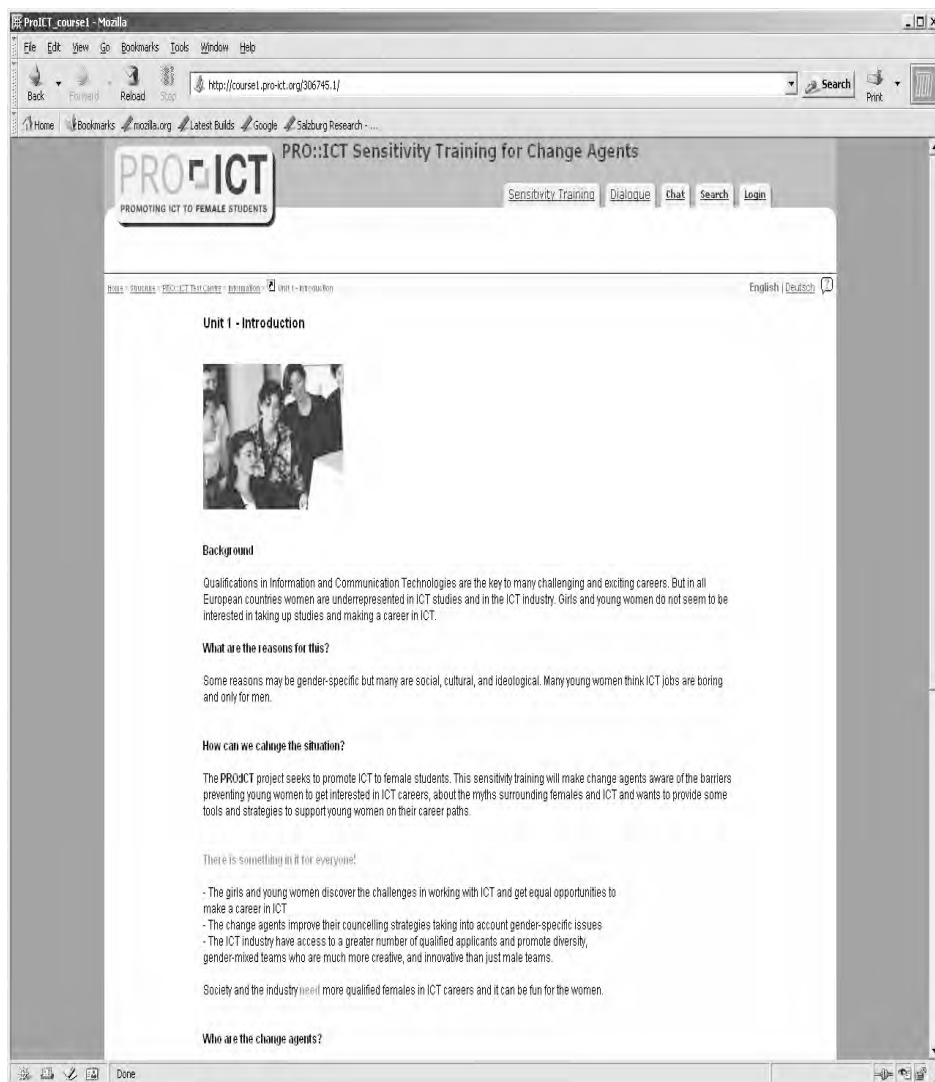 ProICT_course1 - Mozilla
File Edit View Go Bookmarks Tools Window Help
Back Forward Reload Stop http://course1.pro-ict.org/306745.1/ Search Print
Home Bookmarks mozilla.org Latest Builds Google Salzburg Research - ...
PRO::ICT Sensitivity Training for Change Agents
PRO ICT
PROMOTING ICT TO FEMALE STUDENTS
Sensitivity Training Dialogue Chat Search Login
Home > Structure > PRO::ICT Test Centre > Information > Unit 1 - Introduction
English | Deutsch ?
Unit 1 - Introduction
Background
Qualifications in Information and Communication Technologies are the key to many challenging and exciting careers. But in all
European countries women are underrepresented in ICT studies and in the ICT industry. Girls and young women do not seem to be
interested in taking up studies and making a career in ICT.
What are the reasons for this?
Some reasons may be gender-specific but many are social, cultural, and ideological. Many young women think ICT jobs are boring
and only for men.
How can we cahnge the situation?
The PRO::ICT project seeks to promote ICT to female students. This sensitivity training will make change agents aware of the barriers
preventing young women to get interested in ICT careers, about the myths surrounding females and ICT and wants to provide some
tools and strategies to support young women on their career paths.
There is something in it for everyone!
- The girls and young women discover the challenges in working with ICT and get equal opportunities to
make a career in ICT
- The change agents improve their councelling strategies taking into account gender-specific issues
- The ICT industry have access to a greater number of qualified applicants and promote diversity,
gender-mixed teams who are much more creative, and innovative than just male teams.
Society and the industry need more qualified females in ICT careers and it can be fun for the women.
Who are the change agents?
Done